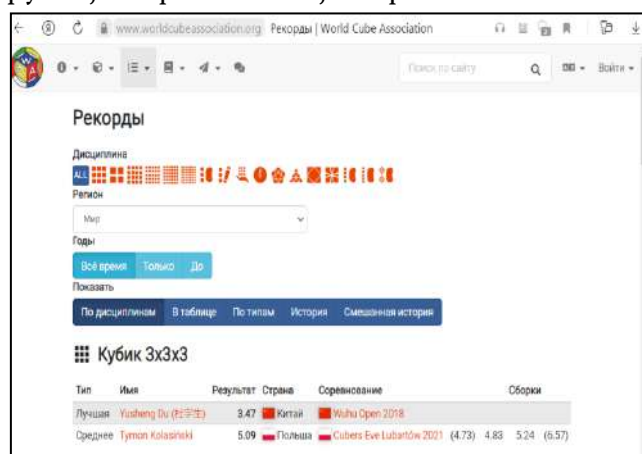 www.worldcubeassociation.org Рекорды | World Cube Association
Поиск по сайту
Войти
Рекорды
Дисциплина
ALL
Регион
Мир
Годы
Всё время Только До
Показать
По дисциплинам В таблице По типам История Смешанная история
Кубик 3x3x3
Тип Имя Результат Страна Соревнование Сборки
Лучшая Yusheng Du (杜宇生) 3.47 Китай Wuhu Open 2018
Среднее Tymon Kolasiński 5.09 Польша Cubers Eve Lubartów 2021 (4.73) 4.83 5.24 (6.57)